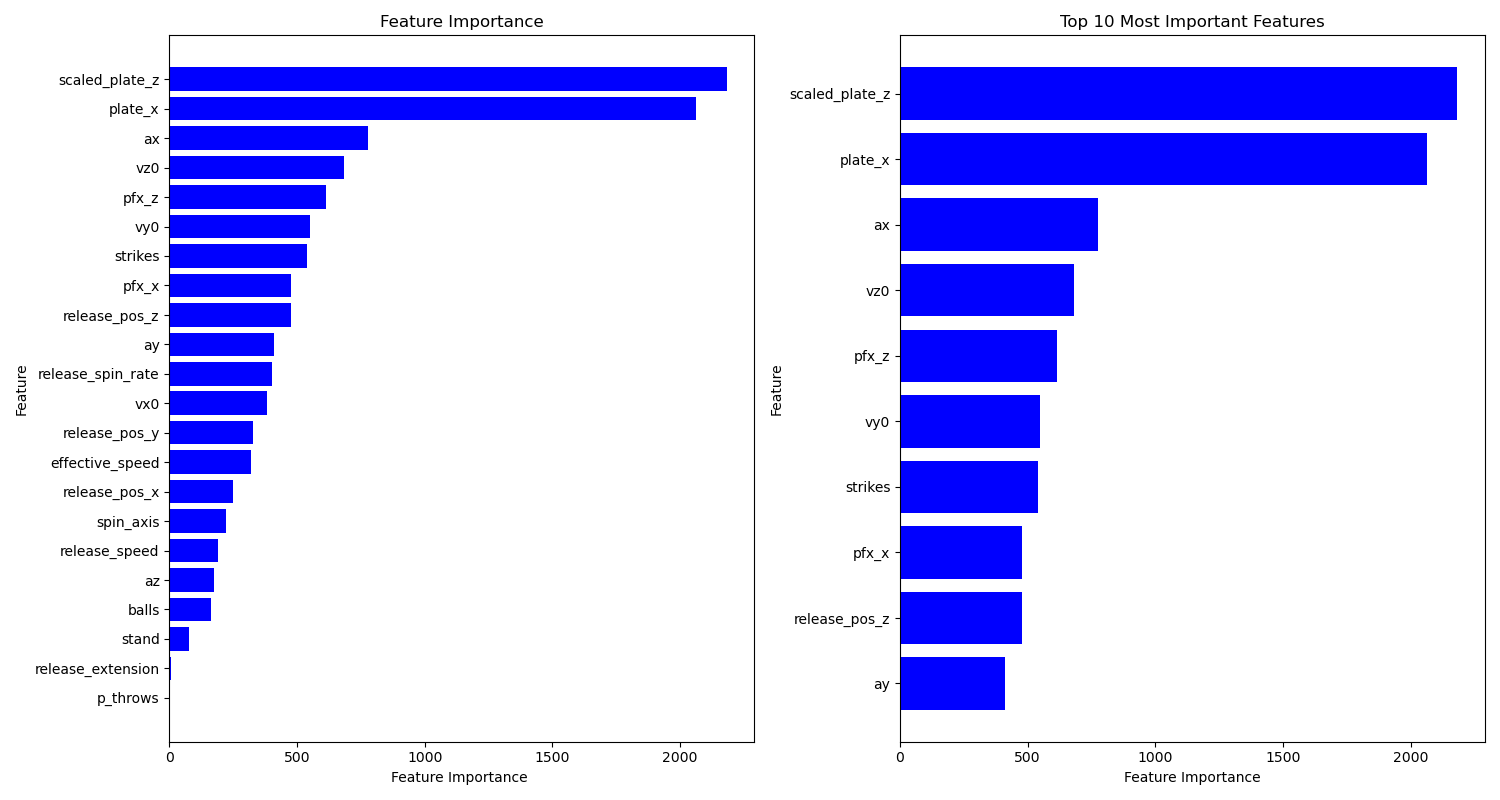 Feature Importance
scaled_plate_z
plate_x
ax
vz0
pfx_z
vy0
strikes
pfx_x
release_pos_z
ay
release_spin_rate
vx0
release_pos_y
effective_speed
release_pos_x
spin_axis
release_speed
az
balls
stand
release_extension
p_throws
Feature
0 500 1000 1500 2000
Feature Importance
Top 10 Most Important Features
scaled_plate_z
plate_x
ax
vz0
pfx_z
vy0
strikes
pfx_x
release_pos_z
ay
Feature
0 500 1000 1500 2000
Feature Importance